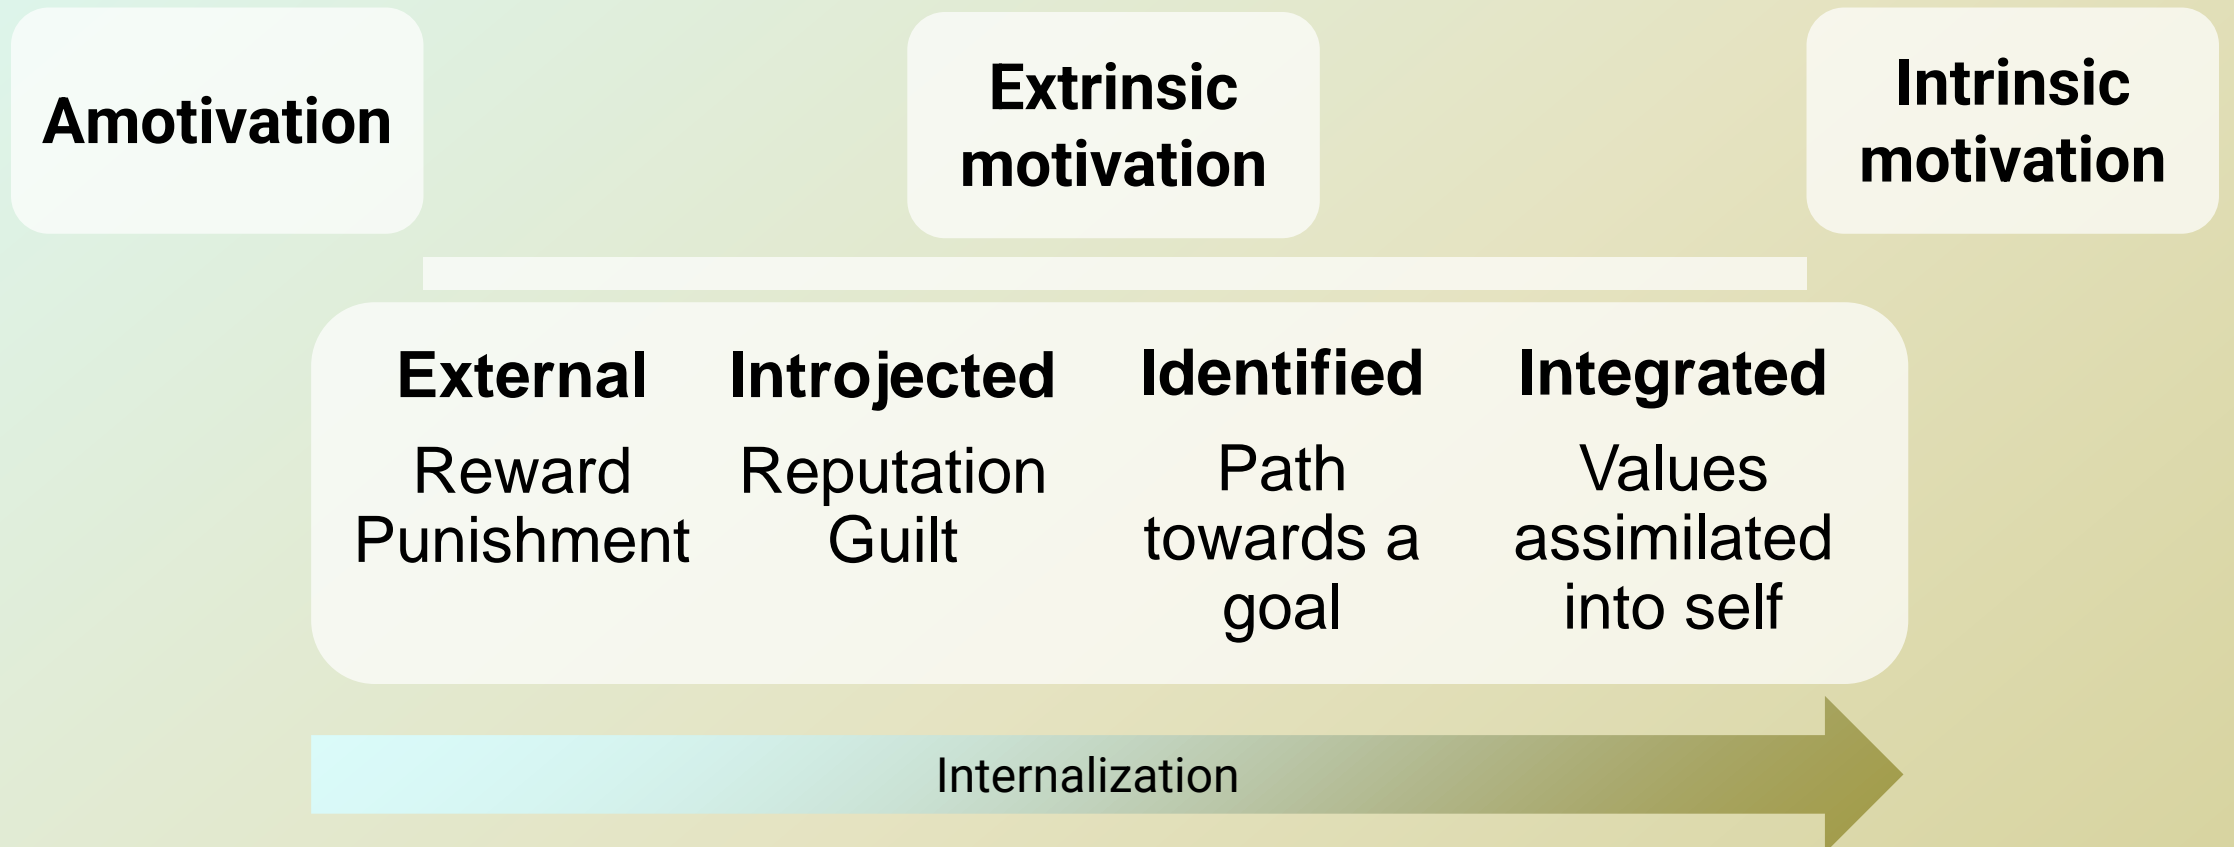 Amotivation
Extrinsic
motivation
Intrinsic
motivation
External
Reward
Punishment
Introjected
Reputation
Guilt
Identified
Path
towards a
goal
Integrated
Values
assimilated
into self
Internalization